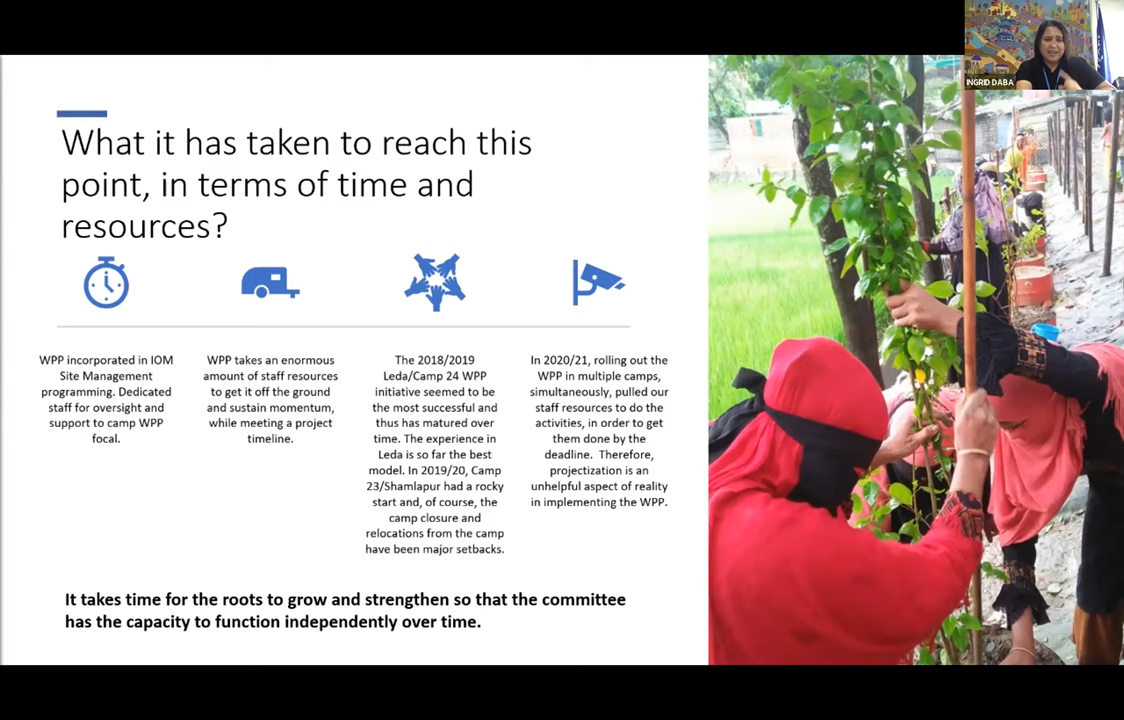 INGRID DABA
What it has taken to reach this
point, in terms of time and
resources?
WPP incorporated in IOM
Site Management
programming. Dedicated
staff for oversight and
support to camp WPP
focal.
WPP takes an enormous
amount of staff resources
to get it off the ground
and sustain momentum,
while meeting a project
timeline.
The 2018/2019
Leda/Camp 24 WPP
initiative seemed to be
the most successful and
thus has matured over
time. The experience in
Leda is so far the best
model. In 2019/20, Camp
23/Shamlapur had a rocky
start and, of course, the
camp closure and
relocations from the camp
have been major setbacks.
In 2020/21, rolling out the
WPP in multiple camps,
simultaneously, pulled our
staff resources to do the
activities, in order to get
them done by the
deadline.  Therefore,
projectization is an
unhelpful aspect of reality
in implementing the WPP.
It takes time for the roots to grow and strengthen so that the committee
has the capacity to function independently over time.